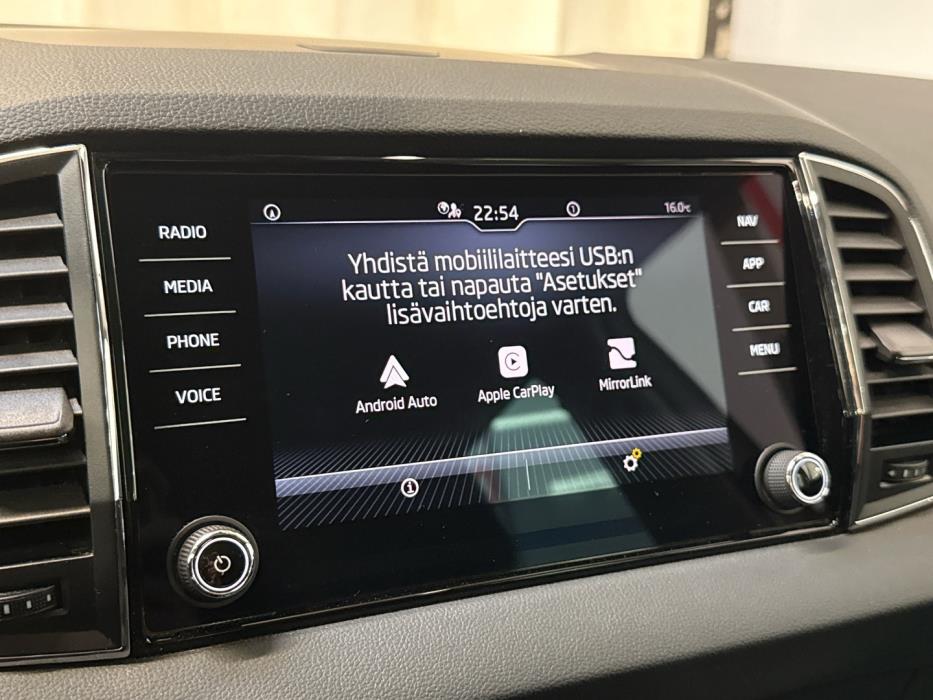 22:54
16.0°C
RADIO
MEDIA
PHONE
VOICE
Yhdistä mobiililaitteesi USB:n
kautta tai napauta "Asetukset"
lisävaihtoehtoja varten.
Android Auto
Apple CarPlay
MirrorLink
NAV
APP
CAR
MENU